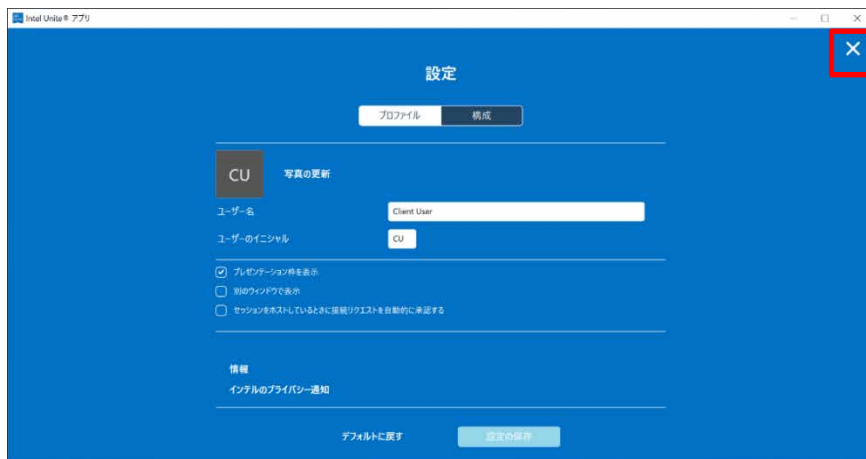 Intel Unite® アプリ
設定
プロファイル 構成
CU 写真の更新
ユーザー名 Client User
ユーザーのイニシャル CU
プレゼンテーション枠を表示
別のウィンドウで表示
セッションをホストしているときに接続リクエストを自動的に承認する
情報
インテルのプライバシー通知
デフォルトに戻す 設定の保存